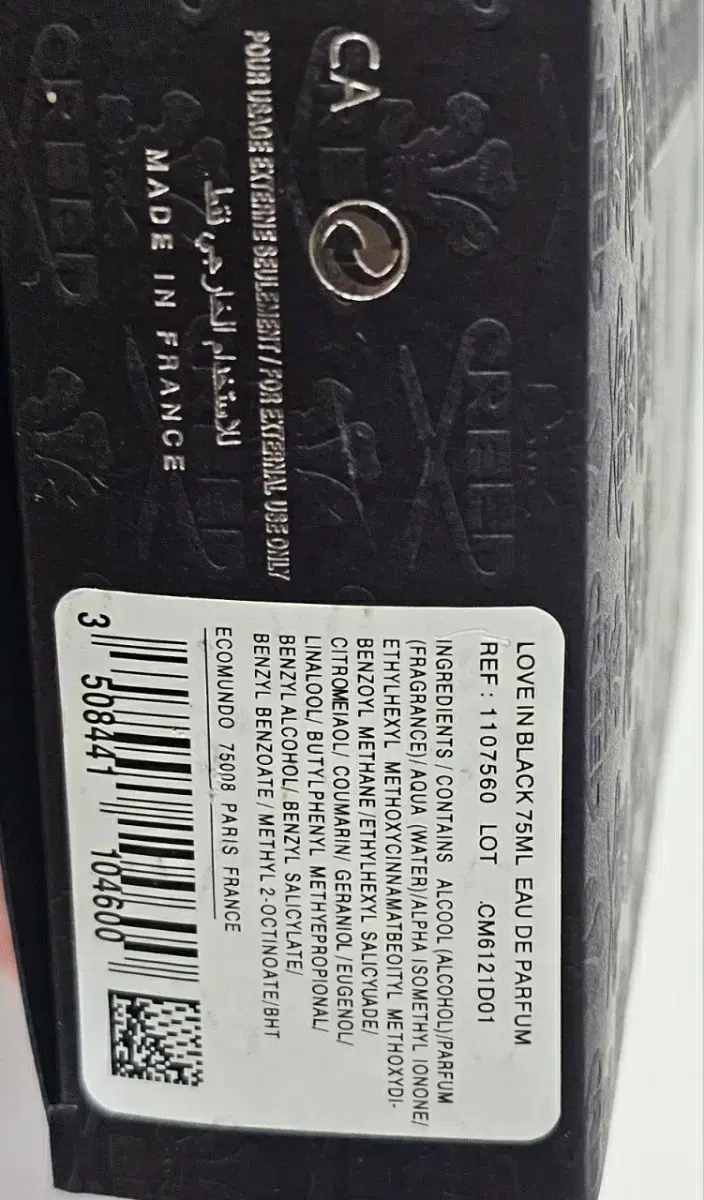 CA
POUR USAGE EXTERNE SEULEMENT/FOR EXTERNAL USE ONLY
للاستخدام الخارجي فقط
MADE IN FRANCE
CREED
CREED
LOVE IN BLACK 75ML EAU DE PARFUM
REF : 1107560 LOT .CM6121D01
INGREDIENTS / CONTAINS ALCOOL (ALCOHOL)/PARFUM
(FRAGRANCE)/ AQUA (WATER)/ALPHA ISOMETHYL IONONE/
ETHYLHEXYL METHOXYCINNAMATBEOITYL METHOXYDI-
BENZOYL METHANE /ETHYLHEXYL SALICYUADE/
CITROMEIAOL/ COUMARIN/ GERANIOL /EUGENOL/
LINALOOL/ BUTYLPHENYL METHYEPROPIONAL/
BENZYL ALCOHOL/ BENZYL SALICYLATE/
BENZYL BENZOATE / METHYL 2-OCTINOATE/BHT
ECOMUNDO 75008 PARIS FRANCE
3 508441 104600